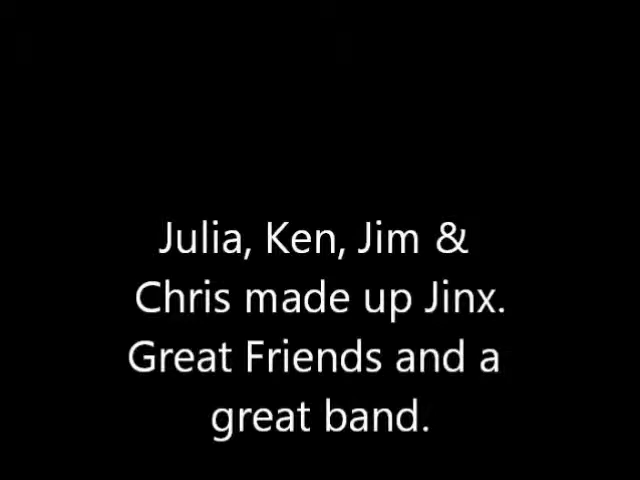 Julia, Ken, Jim &
Chris made up Jinx.
Great Friends and a
great band.